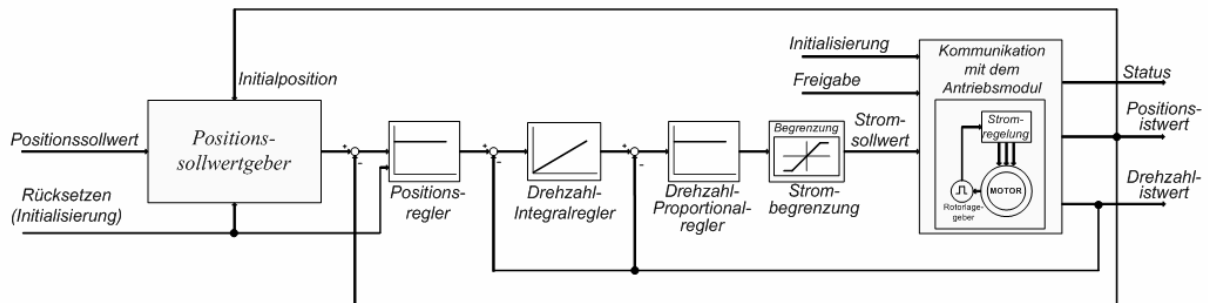 Initialposition
Positionssollwert
Positions-
sollwertgeber
Rücksetzen
(Initialisierung)
+
-
Positions-
regler
+
-
Drehzahl-
Integralregler
+
-
Drehzahl-
Proportional-
regler
Begrenzung
Strom-
begrenzung
Strom-
sollwert
Initialisierung
Freigabe
Kommunikation
mit dem
Antriebsmodul
Strom-
regelung
MOTOR
Rotorlage-
geber
Status
Positions-
istwert
Drehzahl-
istwert